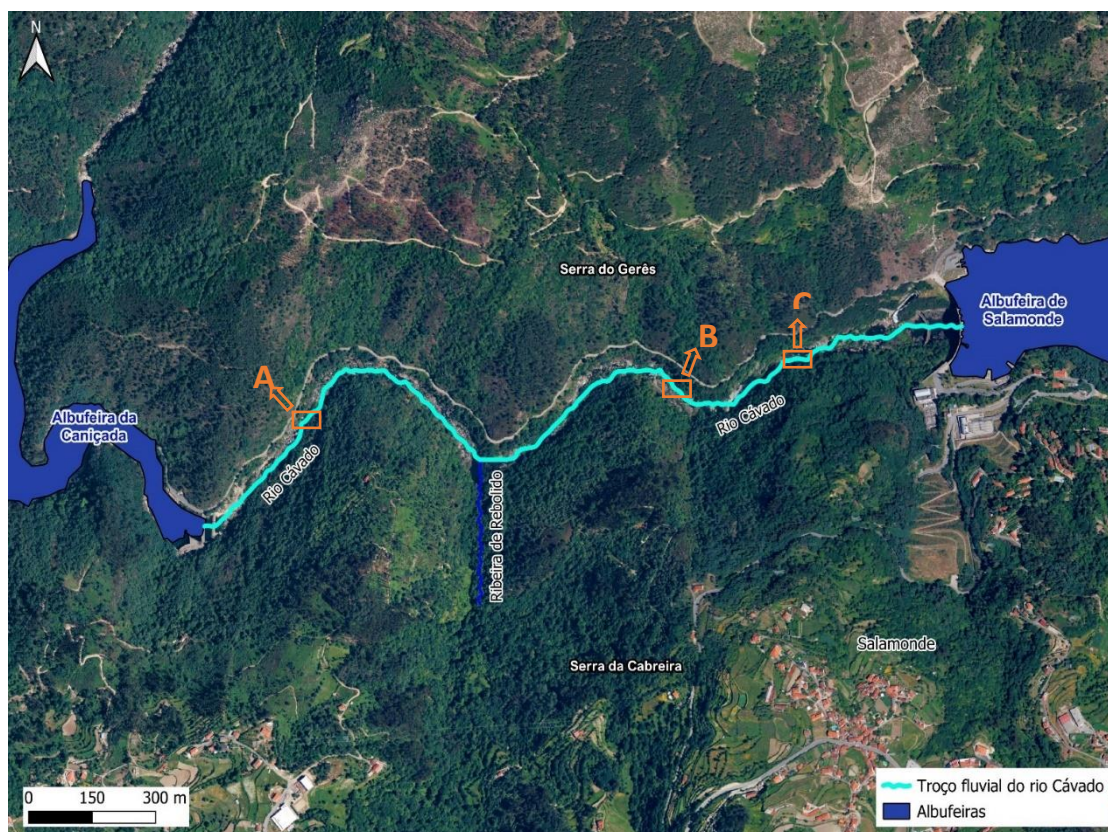 N
Serra do Gerês
Albufeira de
Salamonde
C
B
A
Albufeira da
Caniçada
Rio Cávado
Rio Cávado
Ribeira de Rebolido
Serra da Cabreira
Salamonde
0 150 300 m
Troço fluvial do rio Cávado
Albufeiras